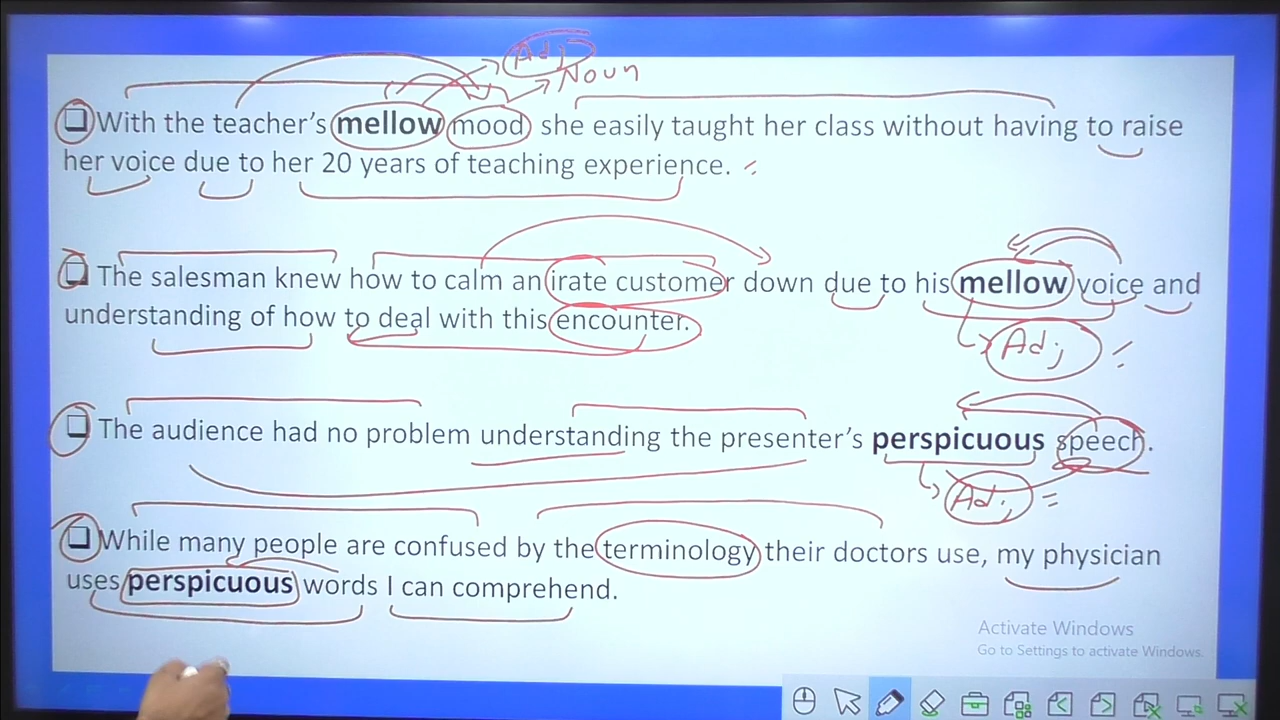 Adj
Noun
With the teacher's mellow mood she easily taught her class without having to raise
her voice due to her 20 years of teaching experience.
The salesman knew how to calm an irate customer down due to his mellow voice and
understanding of how to deal with this encounter.
Adj
The audience had no problem understanding the presenter's perspicuous speech.
Adj
While many people are confused by the terminology their doctors use, my physician
uses perspicuous words I can comprehend.
Activate Windows
Go to Settings to activate Windows.